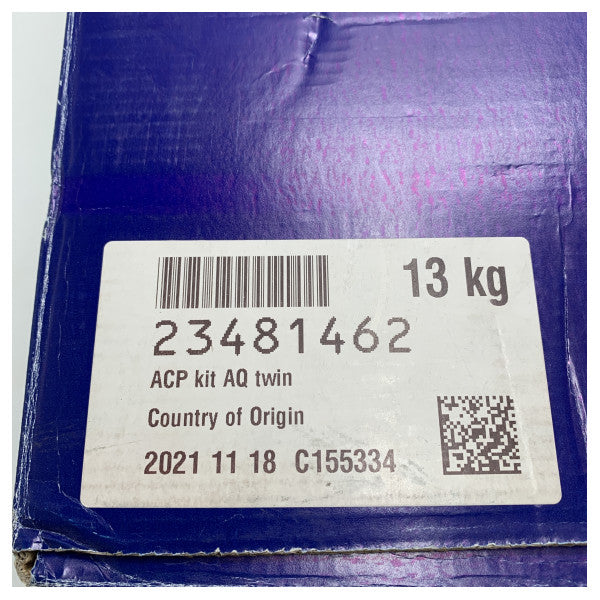 13 kg
23481462
ACP kit AQ twin
Country of Origin
2021 11 18 C155334